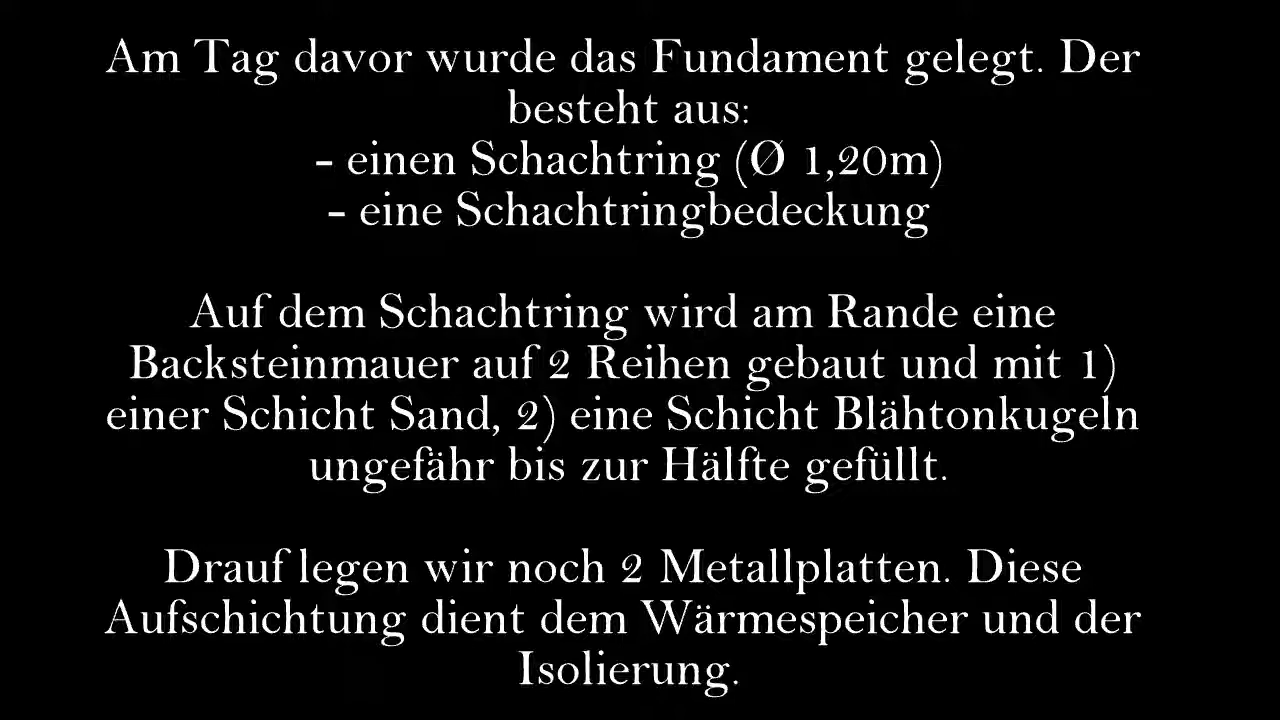 Am Tag davor wurde das Fundament gelegt. Der
besteht aus:
- einen Schachtring (Ø 1,20m)
- eine Schachtringbedeckung
Auf dem Schachtring wird am Rande eine
Backsteinmauer auf 2 Reihen gebaut und mit 1)
einer Schicht Sand, 2) eine Schicht Blähtonkugeln
ungefähr bis zur Hälfte gefüllt.
Drauf legen wir noch 2 Metallplatten. Diese
Aufschichtung dient dem Wärmespeicher und der
Isolierung.